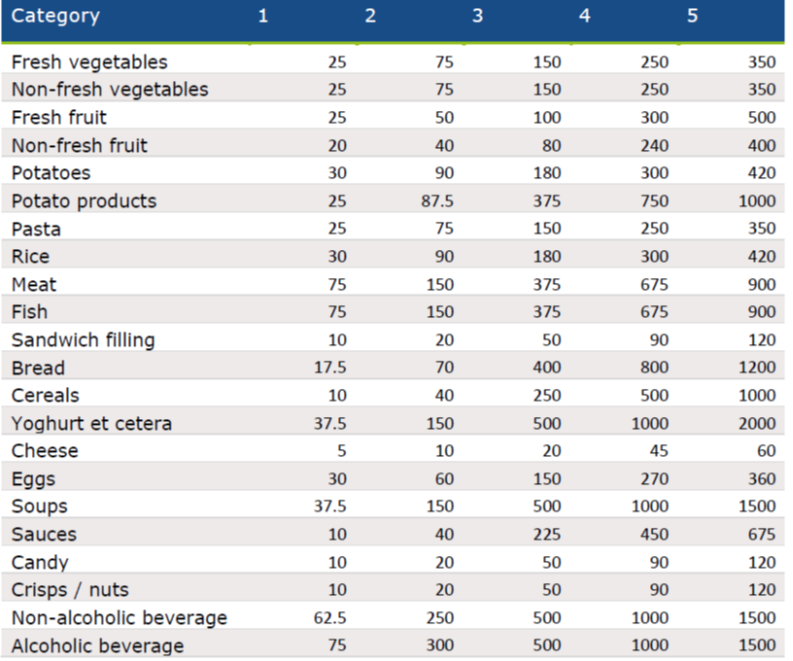 Category 1 2 3 4 5
Fresh vegetables 25 75 150 250 350
Non-fresh vegetables 25 75 150 250 350
Fresh fruit 25 50 100 300 500
Non-fresh fruit 20 40 80 240 400
Potatoes 30 90 180 300 420
Potato products 25 87.5 375 750 1000
Pasta 25 75 150 250 350
Rice 30 90 180 300 420
Meat 75 150 375 675 900
Fish 75 150 375 675 900
Sandwich filling 10 20 50 90 120
Bread 17.5 70 400 800 1200
Cereals 10 40 250 500 1000
Yoghurt et cetera 37.5 150 500 1000 2000
Cheese 5 10 20 45 60
Eggs 30 60 150 270 360
Soups 37.5 150 500 1000 1500
Sauces 10 40 225 450 675
Candy 10 20 50 90 120
Crisps / nuts 10 20 50 90 120
Non-alcoholic beverage 62.5 250 500 1000 1500
Alcoholic beverage 75 300 500 1000 1500